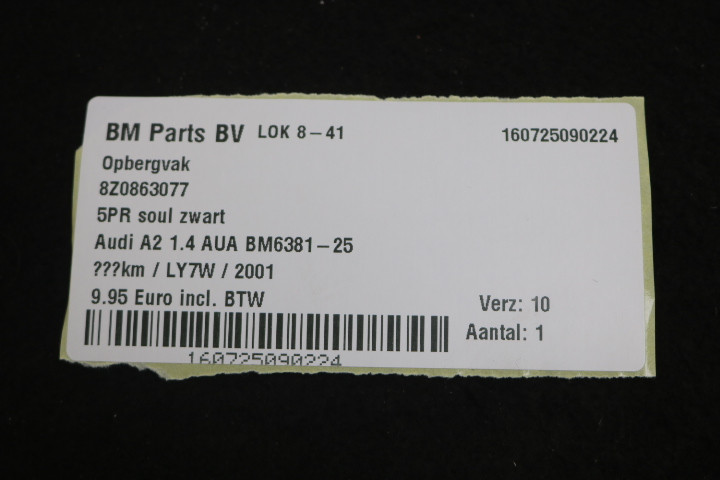 BM Parts BV LOK 8-41 160725090224
Opbergvak
8Z0863077
5PR soul zwart
Audi A2 1.4 AUA BM6381-25
???km / LY7W / 2001
9.95 Euro incl. BTW
Verz: 10
Aantal: 1
160725090224